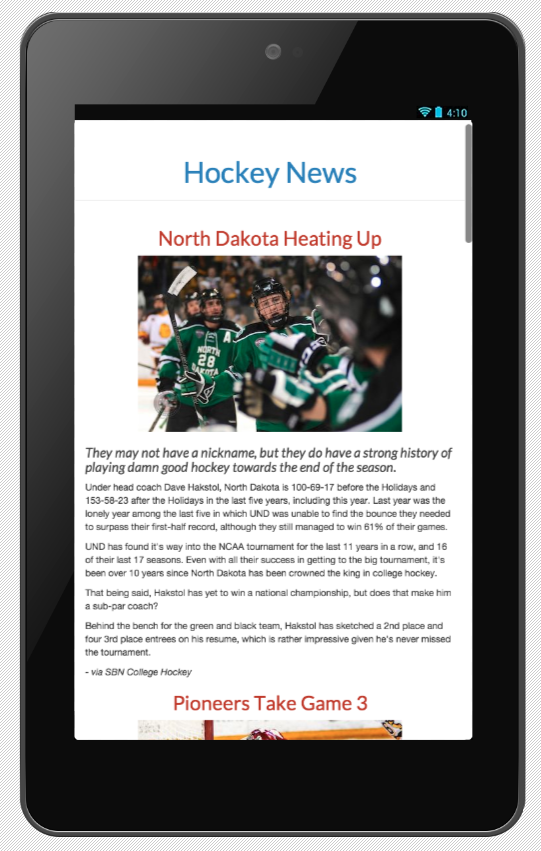 4:10
Hockey News
North Dakota Heating Up
A
NORTH
28
DAKOTA
They may not have a nickname, but they do have a strong history of
playing damn good hockey towards the end of the season.
Under head coach Dave Hakstol, North Dakota is 100-69-17 before the Holidays and
153-58-23 after the Holidays in the last five years, including this year. Last year was the
lonely year among the last five in which UND was unable to find the bounce they needed
to surpass their first-half record, although they still managed to win 61% of their games.
UND has found it's way into the NCAA tournament for the last 11 years in a row, and 16
of their last 17 seasons. Even with all their success in getting to the big tournament, it's
been over 10 years since North Dakota has been crowned the king in college hockey.
That being said, Hakstol has yet to win a national championship, but does that make him
a sub-par coach?
Behind the bench for the green and black team, Hakstol has sketched a 2nd place and
four 3rd place entrees on his resume, which is rather impressive given he's never missed
the tournament.
- via SBN College Hockey
Pioneers Take Game 3